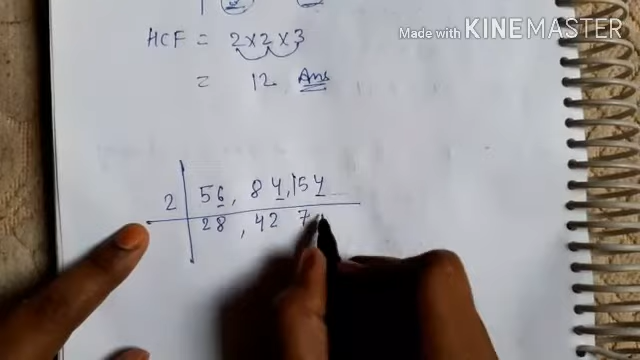 Made with KINEMASTER
HCF = 2×2×3
= 12 Ans
2 56, 84, 154
28, 42 7